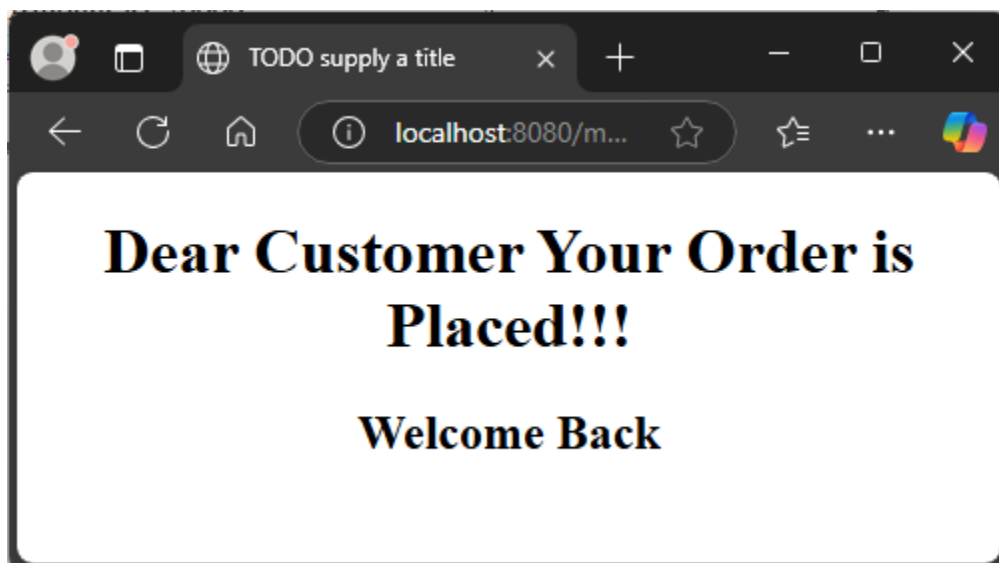 TODO supply a title
localhost:8080/m...
Dear Customer Your Order is
Placed!!!
Welcome Back